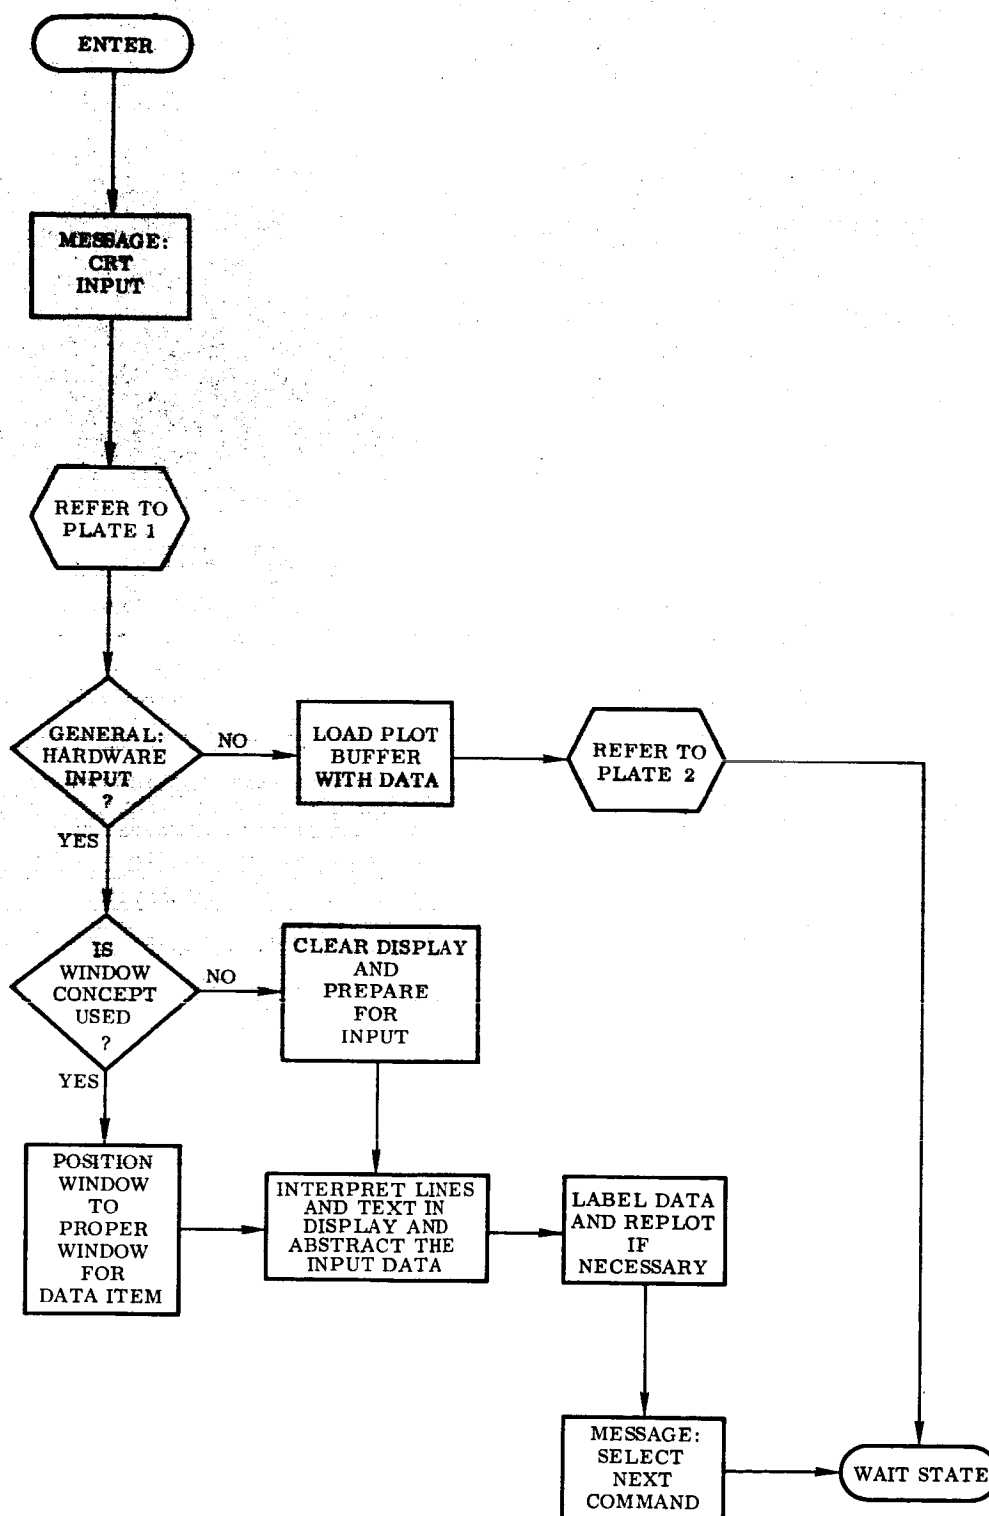 ENTER
MESSAGE:
CRT
INPUT
REFER TO
PLATE 1
GENERAL:
HARDWARE
INPUT
?
NO
YES
LOAD PLOT
BUFFER
WITH DATA
REFER TO
PLATE 2
IS
WINDOW
CONCEPT
USED
?
NO
YES
CLEAR DISPLAY
AND
PREPARE
FOR
INPUT
POSITION
WINDOW
TO
PROPER
WINDOW
FOR
DATA ITEM
INTERPRET LINES
AND TEXT IN
DISPLAY AND
ABSTRACT THE
INPUT DATA
LABEL DATA
AND REPLOT
IF
NECESSARY
MESSAGE:
SELECT
NEXT
COMMAND
WAIT STATE